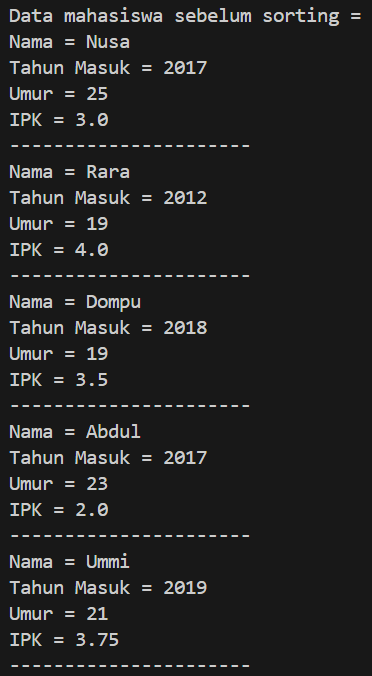 Data mahasiswa sebelum sorting =
Nama = Nusa
Tahun Masuk = 2017
Umur = 25
IPK = 3.0
----------------------
Nama = Rara
Tahun Masuk = 2012
Umur = 19
IPK = 4.0
----------------------
Nama = Dompu
Tahun Masuk = 2018
Umur = 19
IPK = 3.5
----------------------
Nama = Abdul
Tahun Masuk = 2017
Umur = 23
IPK = 2.0
----------------------
Nama = Ummi
Tahun Masuk = 2019
Umur = 21
IPK = 3.75
----------------------